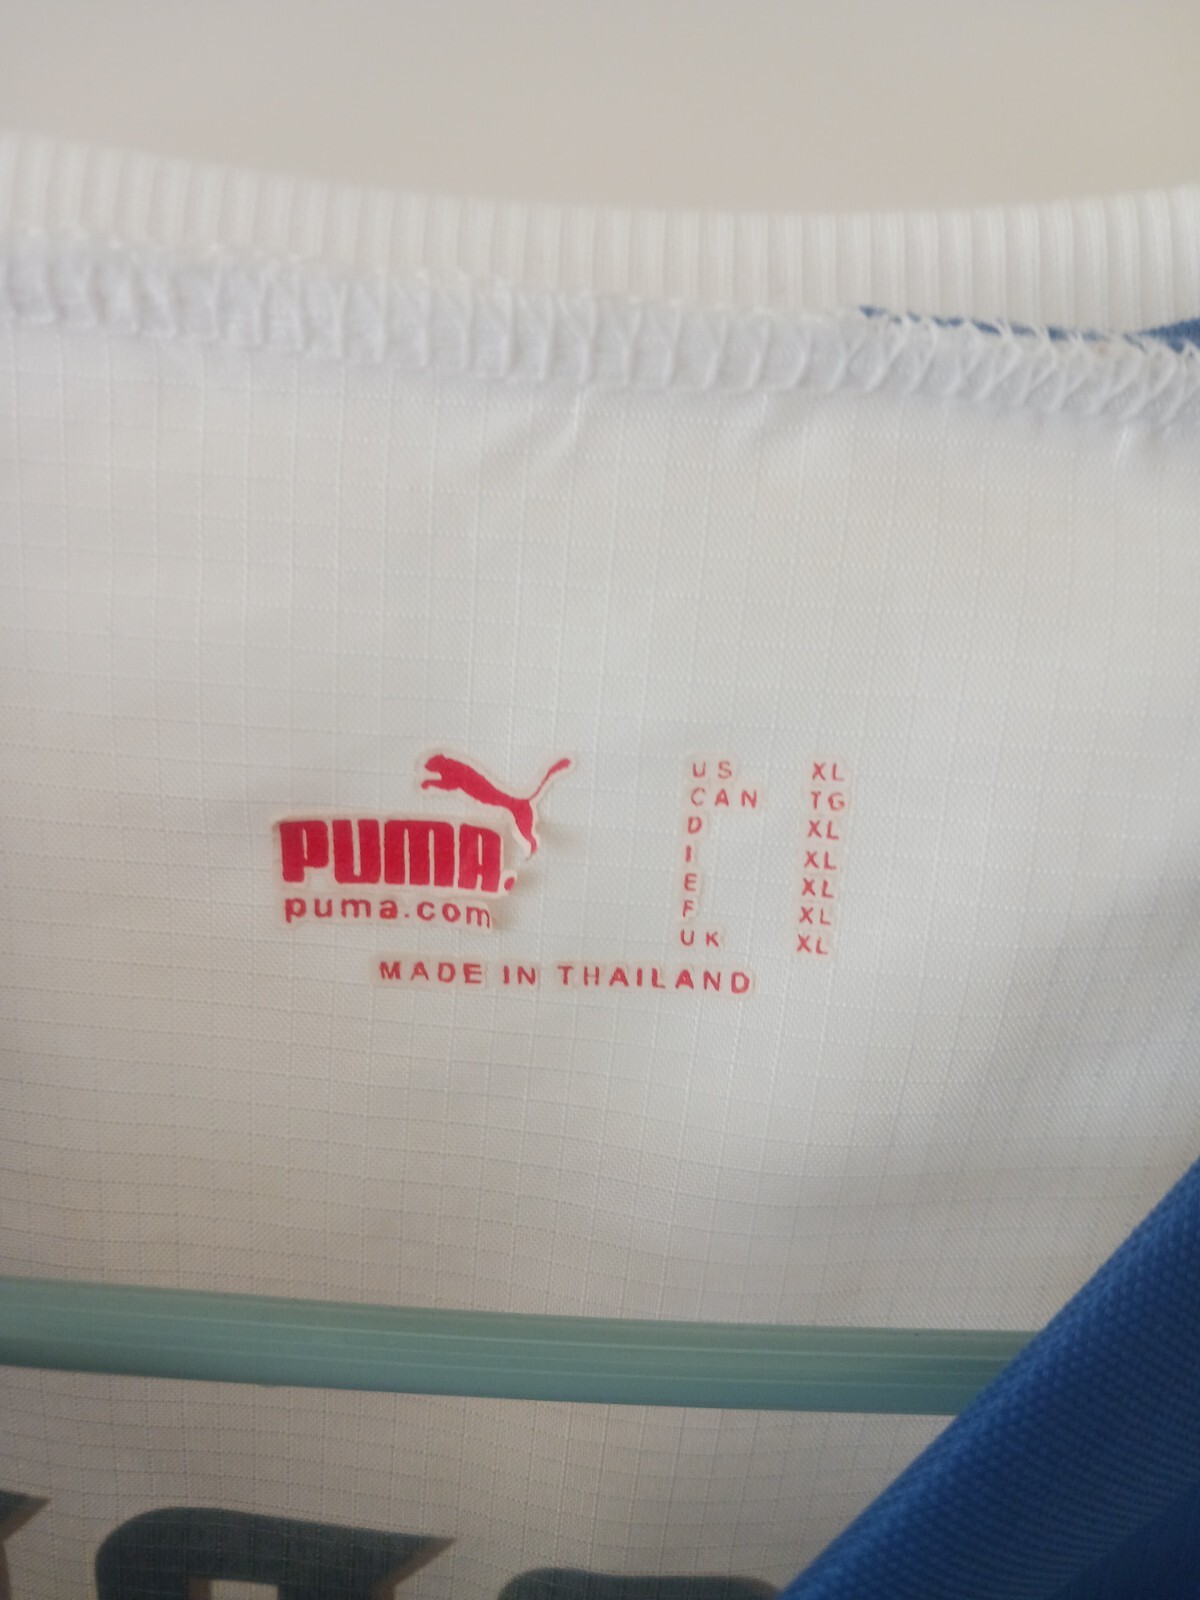 PUMA.
puma.com
US XL
CAN TG
D XL
I XL
E XL
F XL
UK XL
MADE IN THAILAND